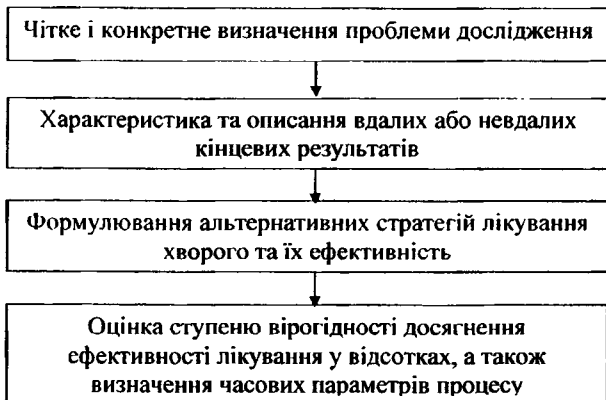 Чітке і конкретне визначення проблеми дослідження
Характеристика та описання вдалих або невдалих
кінцевих результатів
Формулювання альтернативних стратегій лікування
хворого та їх ефективність
Оцінка ступеню вірогідності досягнення
ефективності лікування у відсотках, а також
визначення часових параметрів процесу